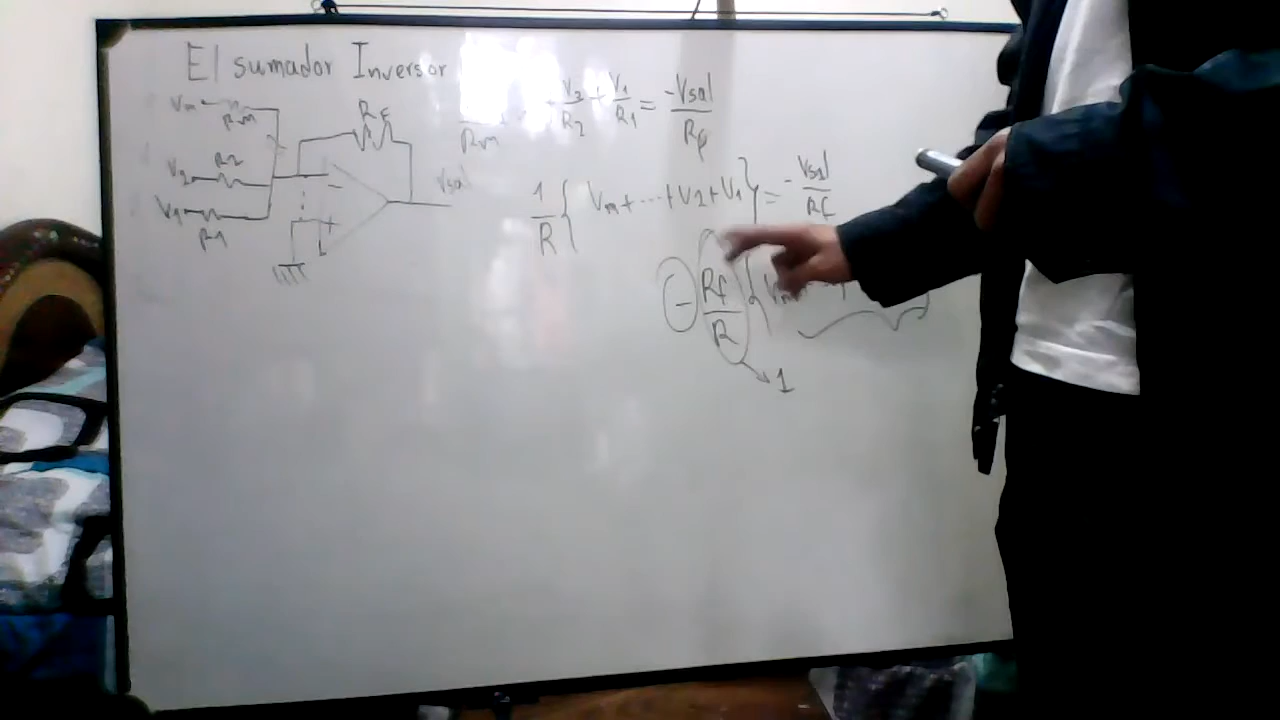 El sumador Inversor
Vm Rm
RF
V2 R2
V1 R1
- +
Vsal
Rm + V2/R2 + V1/R1 = -Vsal/RF
1/R { Vm + ... + V2 + V1 } = -Vsal/RF
- Rf/R { Vm
1